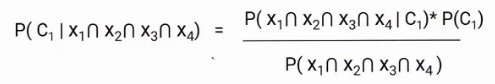 P( C₁ | x₁∩ x₂∩ x₃∩ x₄) = P( x₁∩ x₂∩ x₃∩ x₄ | C₁)* P(C₁)
P( x₁∩ x₂∩ x₃∩ x₄ )